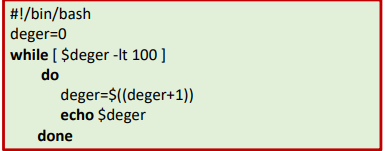 #!/bin/bash
deger=0
while [ $deger -lt 100 ]
do
deger=$((deger+1))
echo $deger
done